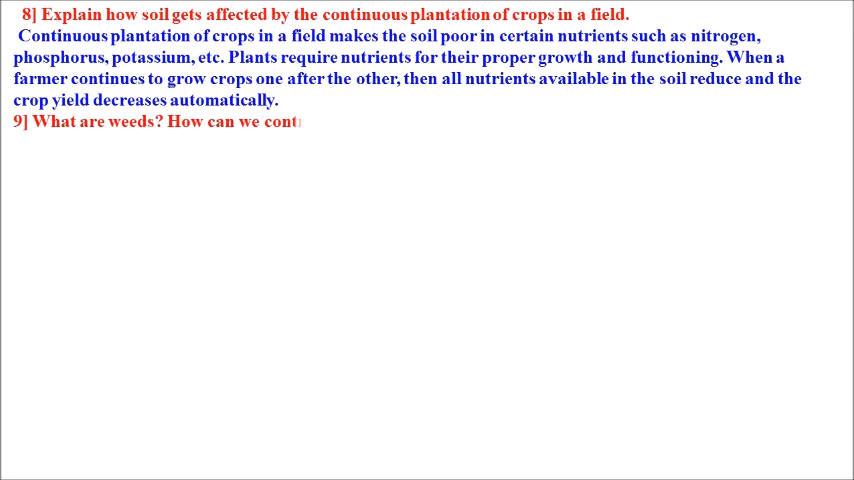 8] Explain how soil gets affected by the continuous plantation of crops in a field.
Continuous plantation of crops in a field makes the soil poor in certain nutrients such as nitrogen,
phosphorus, potassium, etc. Plants require nutrients for their proper growth and functioning. When a
farmer continues to grow crops one after the other, then all nutrients available in the soil reduce and the
crop yield decreases automatically.
9] What are weeds? How can we cont